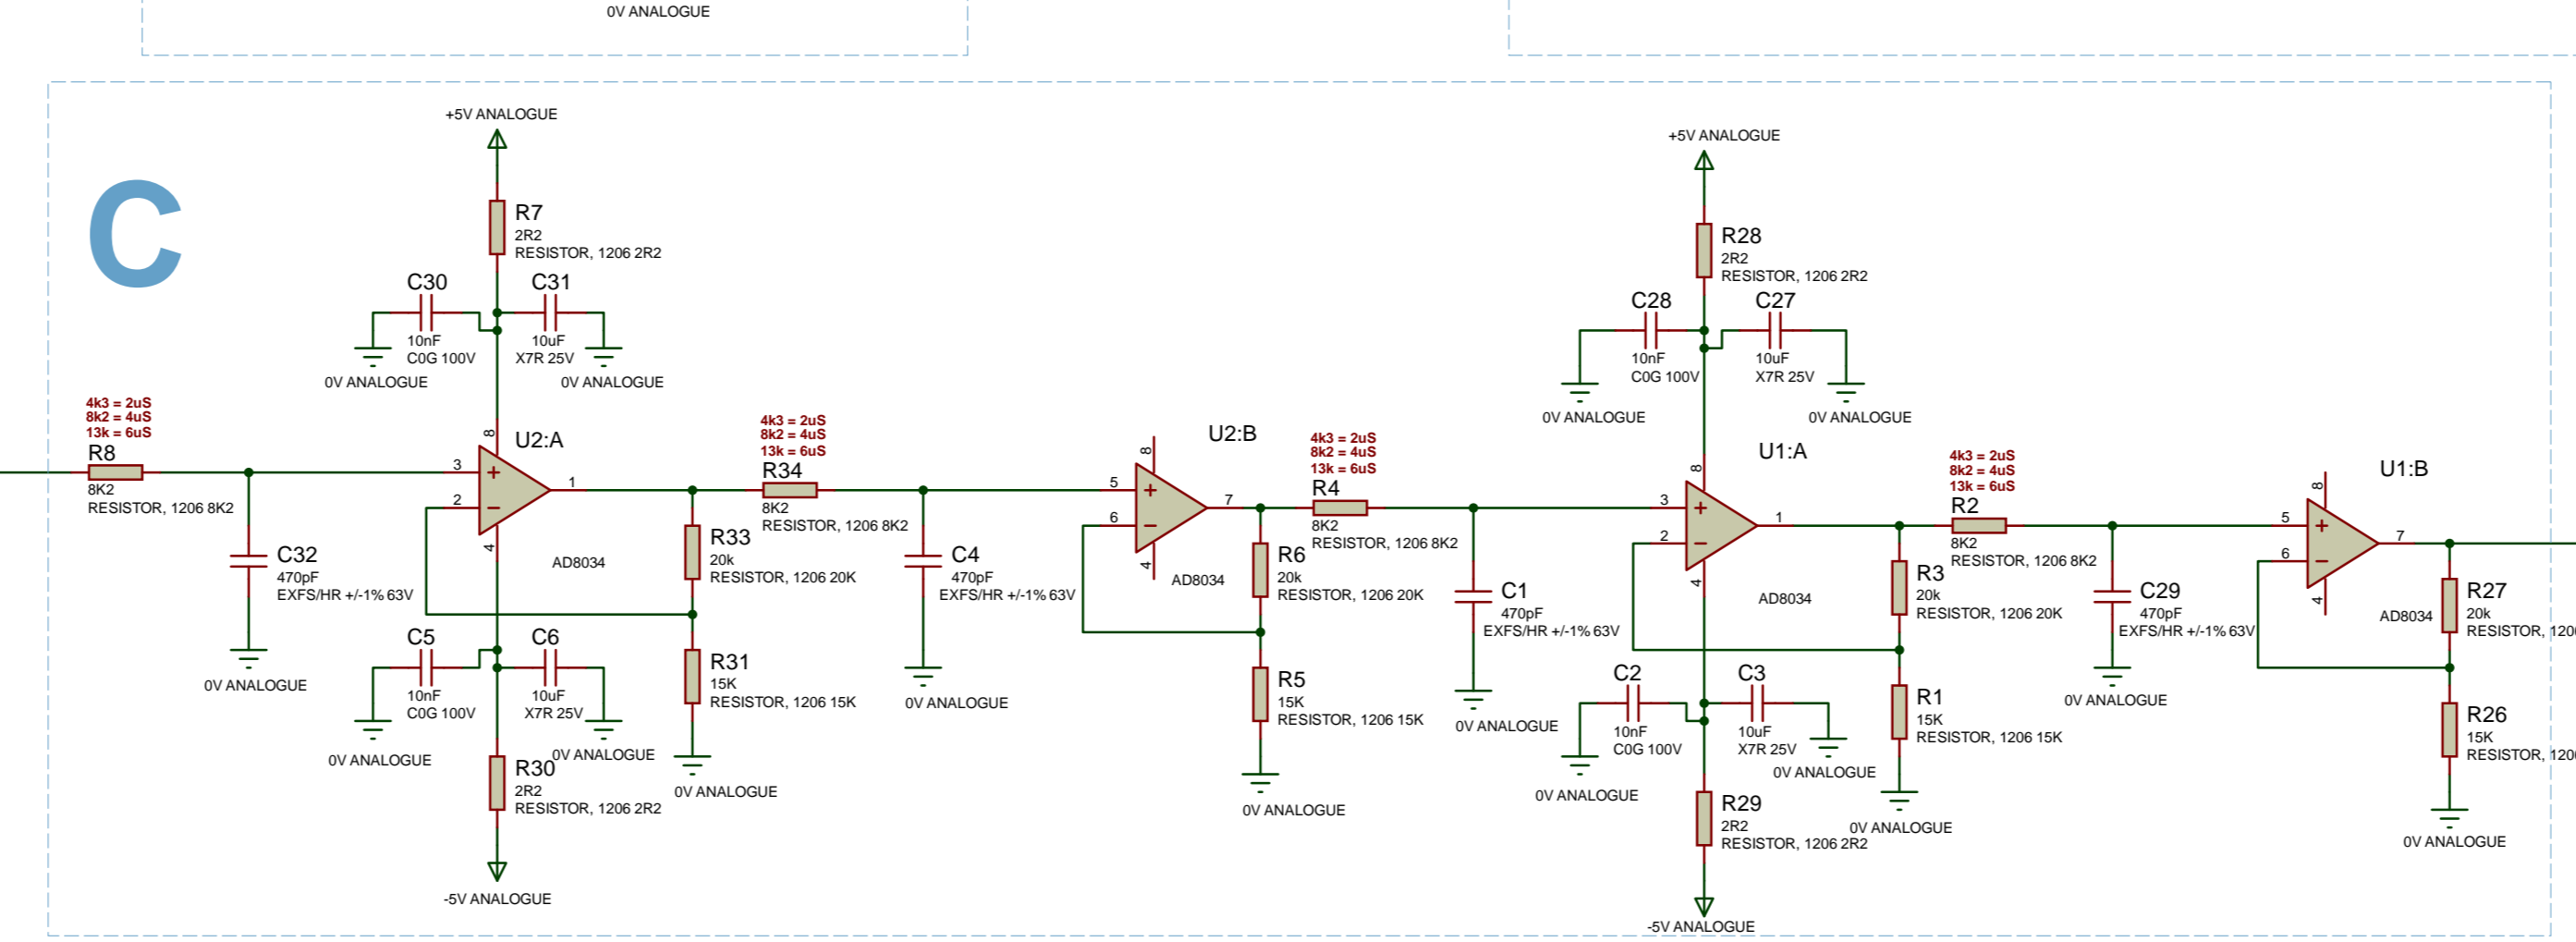 0V ANALOGUE
C
+5V ANALOGUE
R7
2R2
RESISTOR, 1206 2R2
C30
10nF
C0G 100V
0V ANALOGUE
C31
10uF
X7R 25V
0V ANALOGUE
4k3 = 2uS
8k2 = 4uS
13k = 6uS
R8
8K2
RESISTOR, 1206 8K2
C32
470pF
EXFS/HR +/-1% 63V
0V ANALOGUE
U2:A
8
3
2
1
4
AD8034
C5
10nF
C0G 100V
0V ANALOGUE
C6
10uF
X7R 25V
0V ANALOGUE
R30
2R2
RESISTOR, 1206 2R2
-5V ANALOGUE
R33
20k
RESISTOR, 1206 20K
R31
15K
RESISTOR, 1206 15K
0V ANALOGUE
4k3 = 2uS
8k2 = 4uS
13k = 6uS
R34
8K2
RESISTOR, 1206 8K2
C4
470pF
EXFS/HR +/-1% 63V
0V ANALOGUE
U2:B
8
5
6
7
4
AD8034
R6
20k
RESISTOR, 1206 20K
R5
15K
RESISTOR, 1206 15K
0V ANALOGUE
4k3 = 2uS
8k2 = 4uS
13k = 6uS
R4
8K2
RESISTOR, 1206 8K2
C1
470pF
EXFS/HR +/-1% 63V
0V ANALOGUE
+5V ANALOGUE
R28
2R2
RESISTOR, 1206 2R2
C28
10nF
C0G 100V
0V ANALOGUE
C27
10uF
X7R 25V
0V ANALOGUE
U1:A
8
3
2
1
4
AD8034
C2
10nF
C0G 100V
0V ANALOGUE
C3
10uF
X7R 25V
0V ANALOGUE
R29
2R2
RESISTOR, 1206 2R2
-5V ANALOGUE
R3
20k
RESISTOR, 1206 20K
R1
15K
RESISTOR, 1206 15K
0V ANALOGUE
4k3 = 2uS
8k2 = 4uS
13k = 6uS
R2
8K2
RESISTOR, 1206 8K2
C29
470pF
EXFS/HR +/-1% 63V
0V ANALOGUE
U1:B
8
5
6
7
4
AD8034
R27
20k
RESISTOR, 120
R26
15K
RESISTOR, 120
0V ANALOGUE